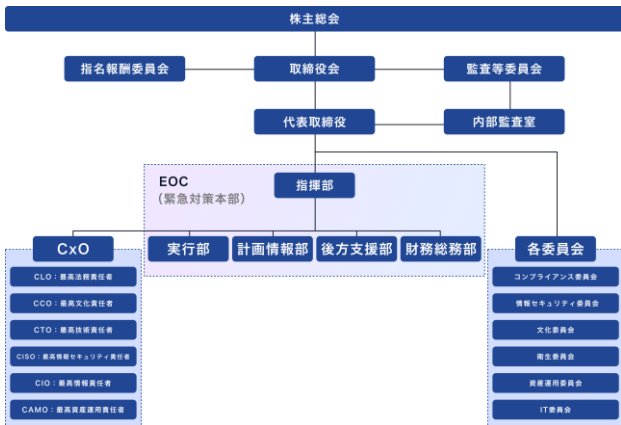 株主総会
指名報酬委員会
取締役会
監査等委員会
代表取締役
内部監査室
EOC
(緊急対策本部)
指揮部
CxO
実行部
計画情報部
後方支援部
財務総務部
各委員会
CLO：最高法務責任者
CCO：最高文化責任者
CTO：最高技術責任者
CISO：最高情報セキュリティ責任者
CIO：最高情報責任者
CAMO：最高資産運用責任者
コンプライアンス委員会
情報セキュリティ委員会
文化委員会
衛生委員会
資産運用委員会
IT委員会